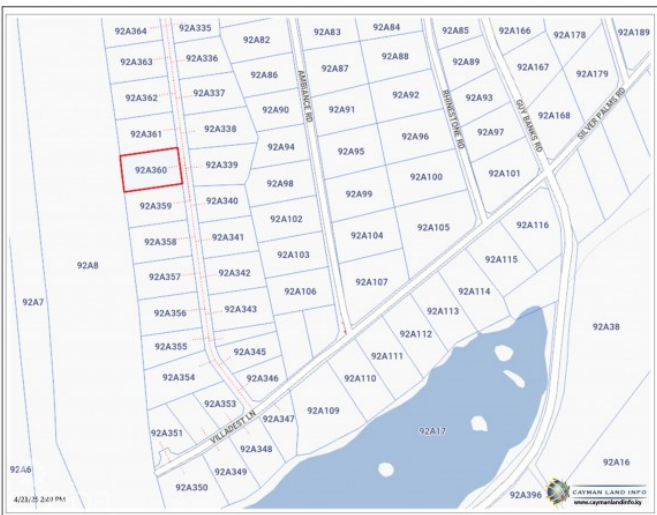 92A364
92A335
92A82
92A83
92A84
92A85
92A166
92A178
92A189
92A363
92A336
92A86
92A87
92A88
92A89
92A167
92A179
92A362
92A337
92A90
92A91
92A92
92A93
92A168
92A361
92A338
92A94
92A95
92A96
92A97
92A360
92A339
92A98
92A99
92A100
92A101
AMBIANCE RD
RHINESTONE RD
GUY BANKS RD
SILVER PALMS RD
92A359
92A340
92A102
92A104
92A105
92A116
92A358
92A341
92A103
92A115
92A8
92A357
92A342
92A106
92A107
92A114
92A7
92A356
92A343
92A113
92A38
92A355
92A345
92A112
92A354
92A346
92A111
92A110
92A353
92A347
92A109
VILLADEST LN
92A351
92A348
92A17
92A6
92A349
92A350
92A16
92A396
4/23/25 2:49 PM
CAYMAN LAND INFO
www.caymanlandinfo.ky